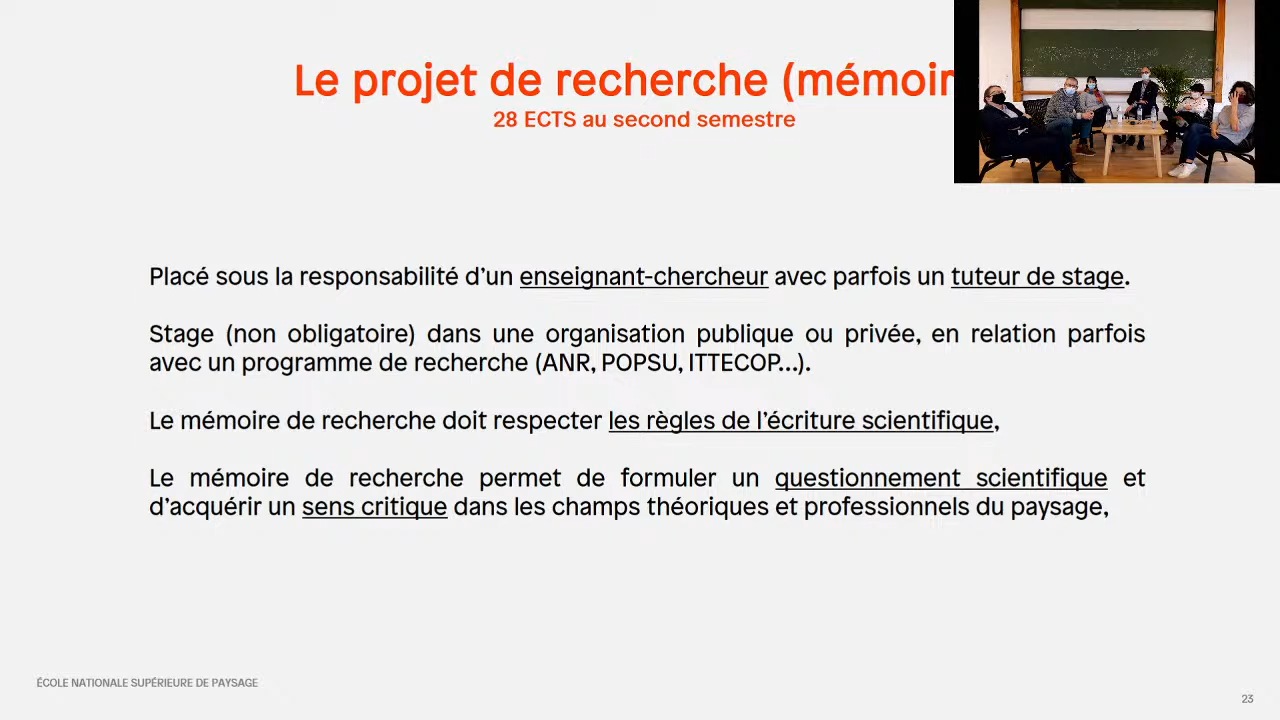 Le projet de recherche (mémoir
28 ECTS au second semestre
Placé sous la responsabilité d’un enseignant-chercheur avec parfois un tuteur de stage.
Stage (non obligatoire) dans une organisation publique ou privée, en relation parfois
avec un programme de recherche (ANR, POPSU, ITTECOP...).
Le mémoire de recherche doit respecter les règles de l’écriture scientifique,
Le mémoire de recherche permet de formuler un questionnement scientifique et
d’acquérir un sens critique dans les champs théoriques et professionnels du paysage,
ÉCOLE NATIONALE SUPÉRIEURE DE PAYSAGE
23